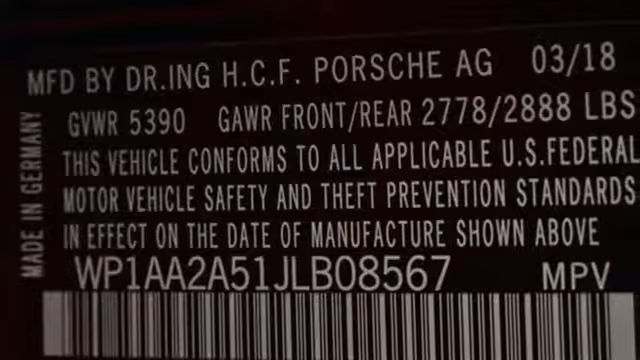 MFD BY DR.ING H.C.F. PORSCHE AG 03/18
GVWR 5390 GAWR FRONT/REAR 2778/2888 LBS
THIS VEHICLE CONFORMS TO ALL APPLICABLE U.S.FEDERAL
MOTOR VEHICLE SAFETY AND THEFT PREVENTION STANDARDS
IN EFFECT ON THE DATE OF MANUFACTURE SHOWN ABOVE
WP1AA2A51JLB08567 MPV
MADE IN GERMANY